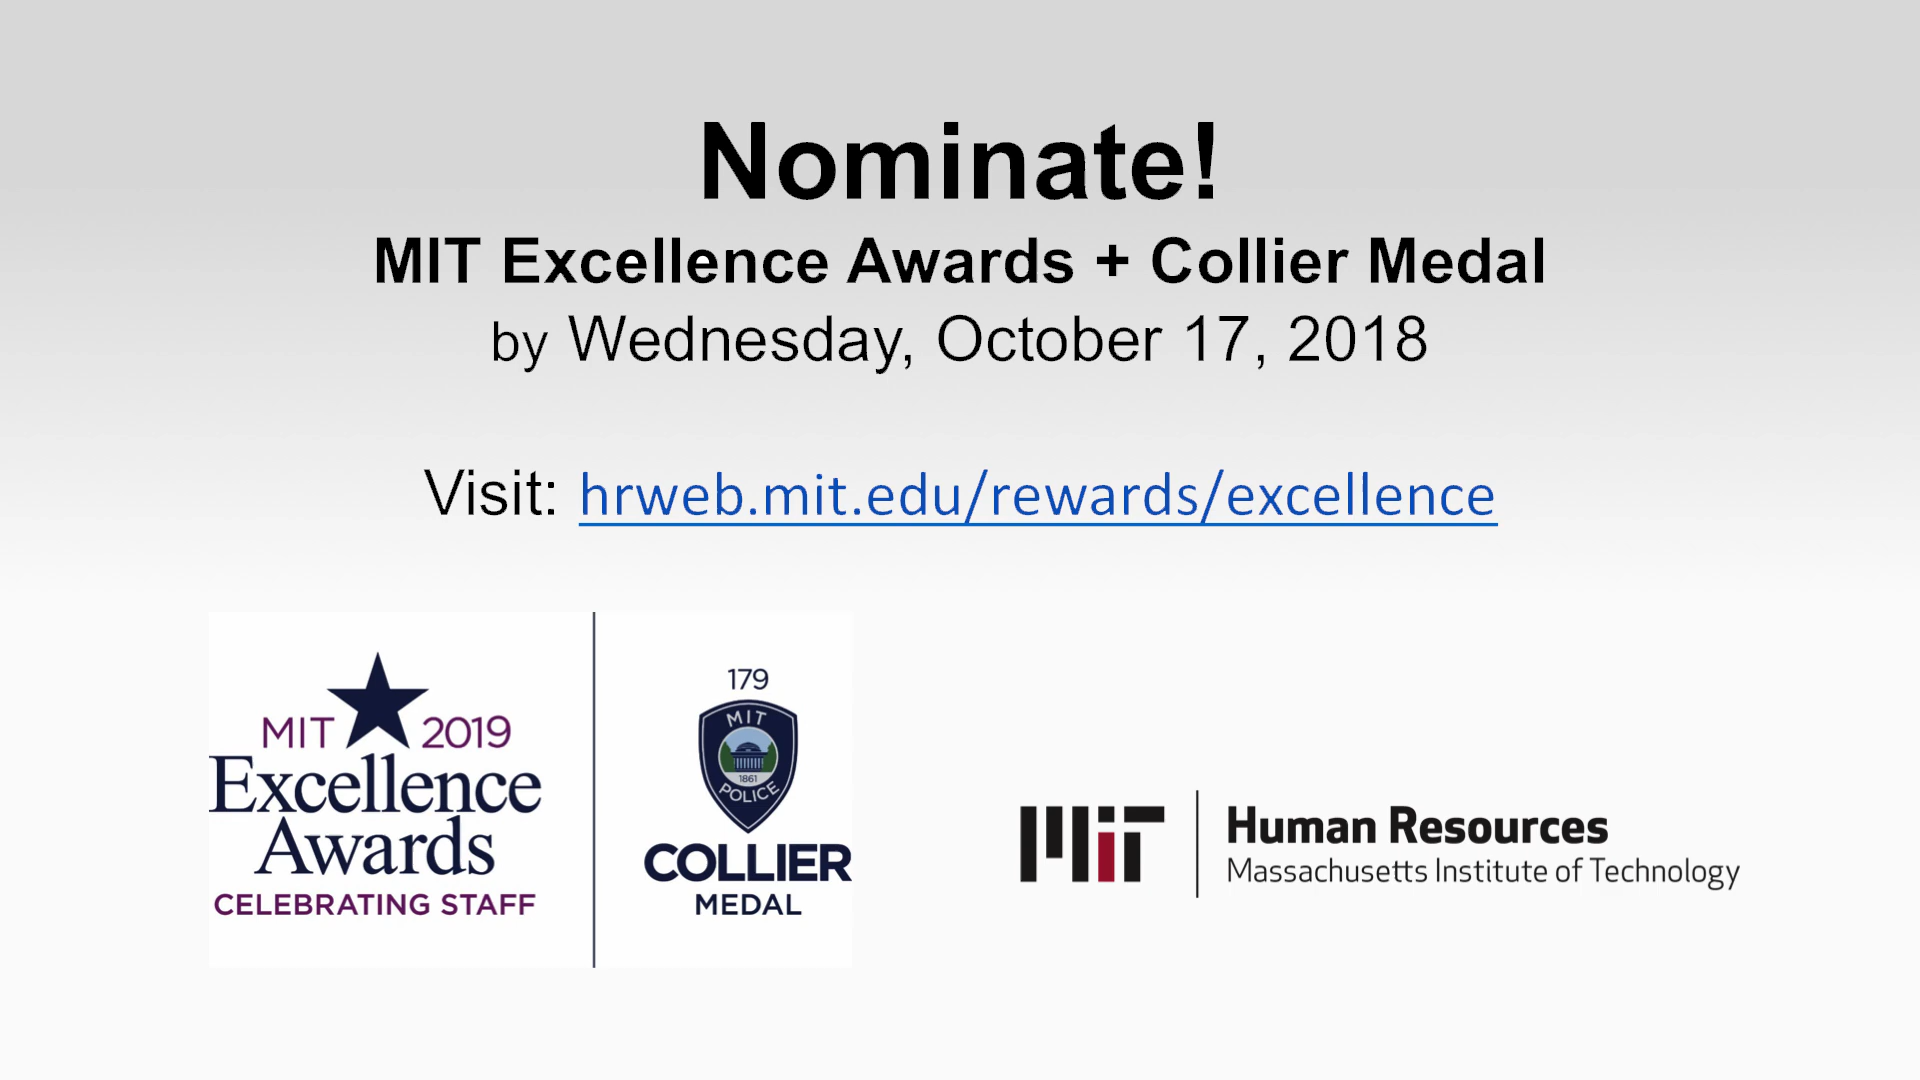 Nominate!
MIT Excellence Awards + Collier Medal
by Wednesday, October 17, 2018
Visit: hrweb.mit.edu/rewards/excellence
MIT 2019
Excellence
Awards
CELEBRATING STAFF
179
MIT
1861
POLICE
COLLIER
MEDAL
MIT
Human Resources
Massachusetts Institute of Technology